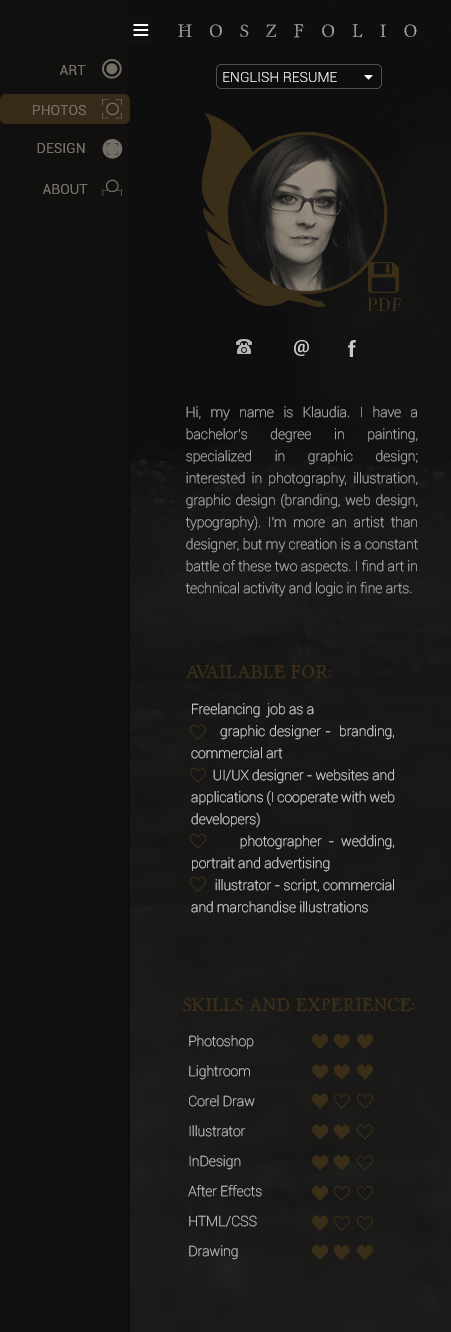 H O S Z F O L I O
ART
PHOTOS
DESIGN
ABOUT
ENGLISH RESUME
PDF
@
f
Hi, my name is Klaudia. I have a
bachelor's degree in painting,
specialized in graphic design;
interested in photography, illustration,
graphic design (branding, web design,
typography). I'm more an artist than
designer, but my creation is a constant
battle of these two aspects. I find art in
technical activity and logic in fine arts.
AVAILABLE FOR:
Freelancing job as a
graphic designer - branding,
commercial art
UI/UX designer - websites and
applications (I cooperate with web
developers)
photographer - wedding,
portrait and advertising
illustrator - script, commercial
and marchandise illustrations
SKILLS AND EXPERIENCE:
Photoshop
Lightroom
Corel Draw
Illustrator
InDesign
After Effects
HTML/CSS
Drawing